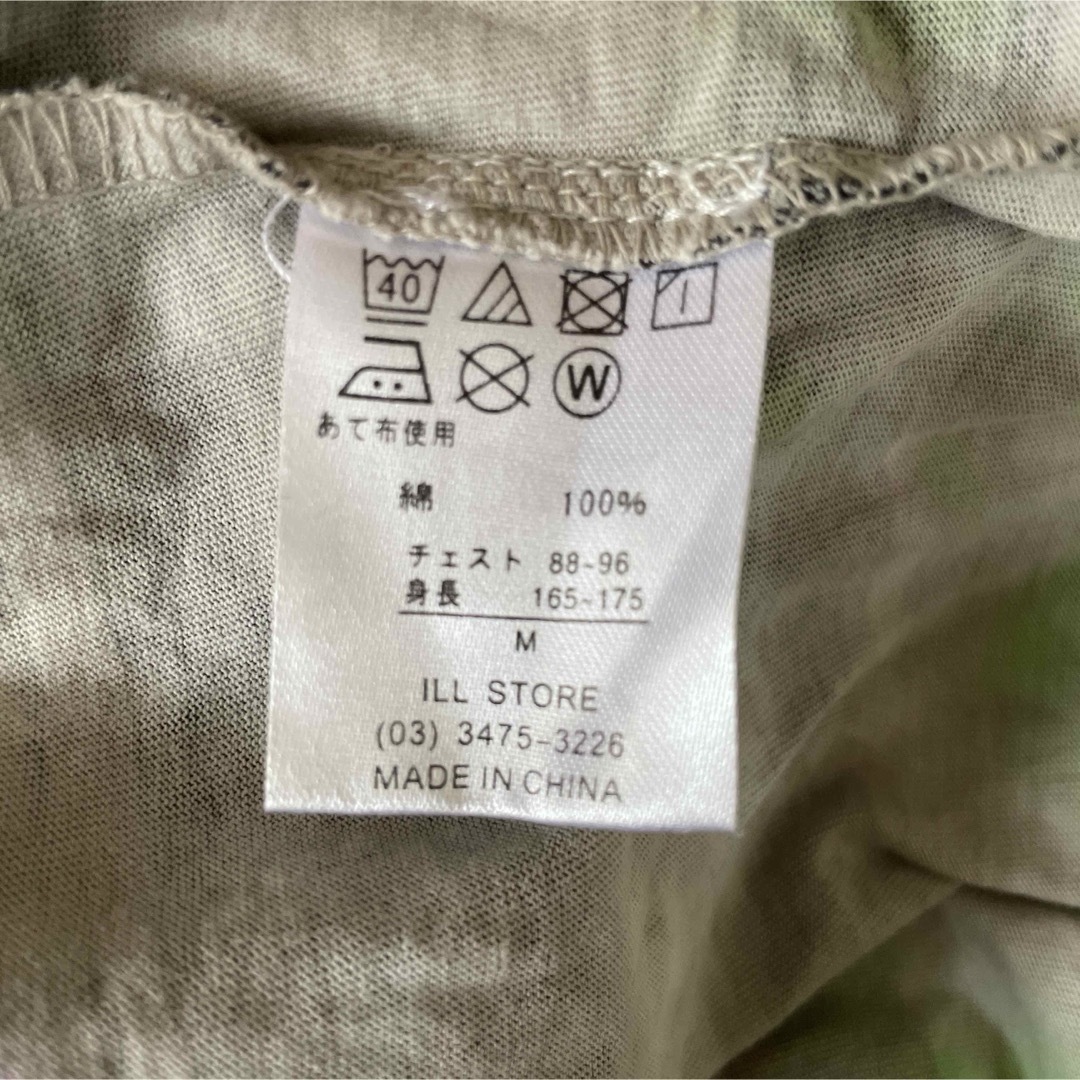 40
W
あて布使用
綿 100%
チェスト 88~96
身長 165~175
M
ILL STORE
(03) 3475-3226
MADE IN CHINA